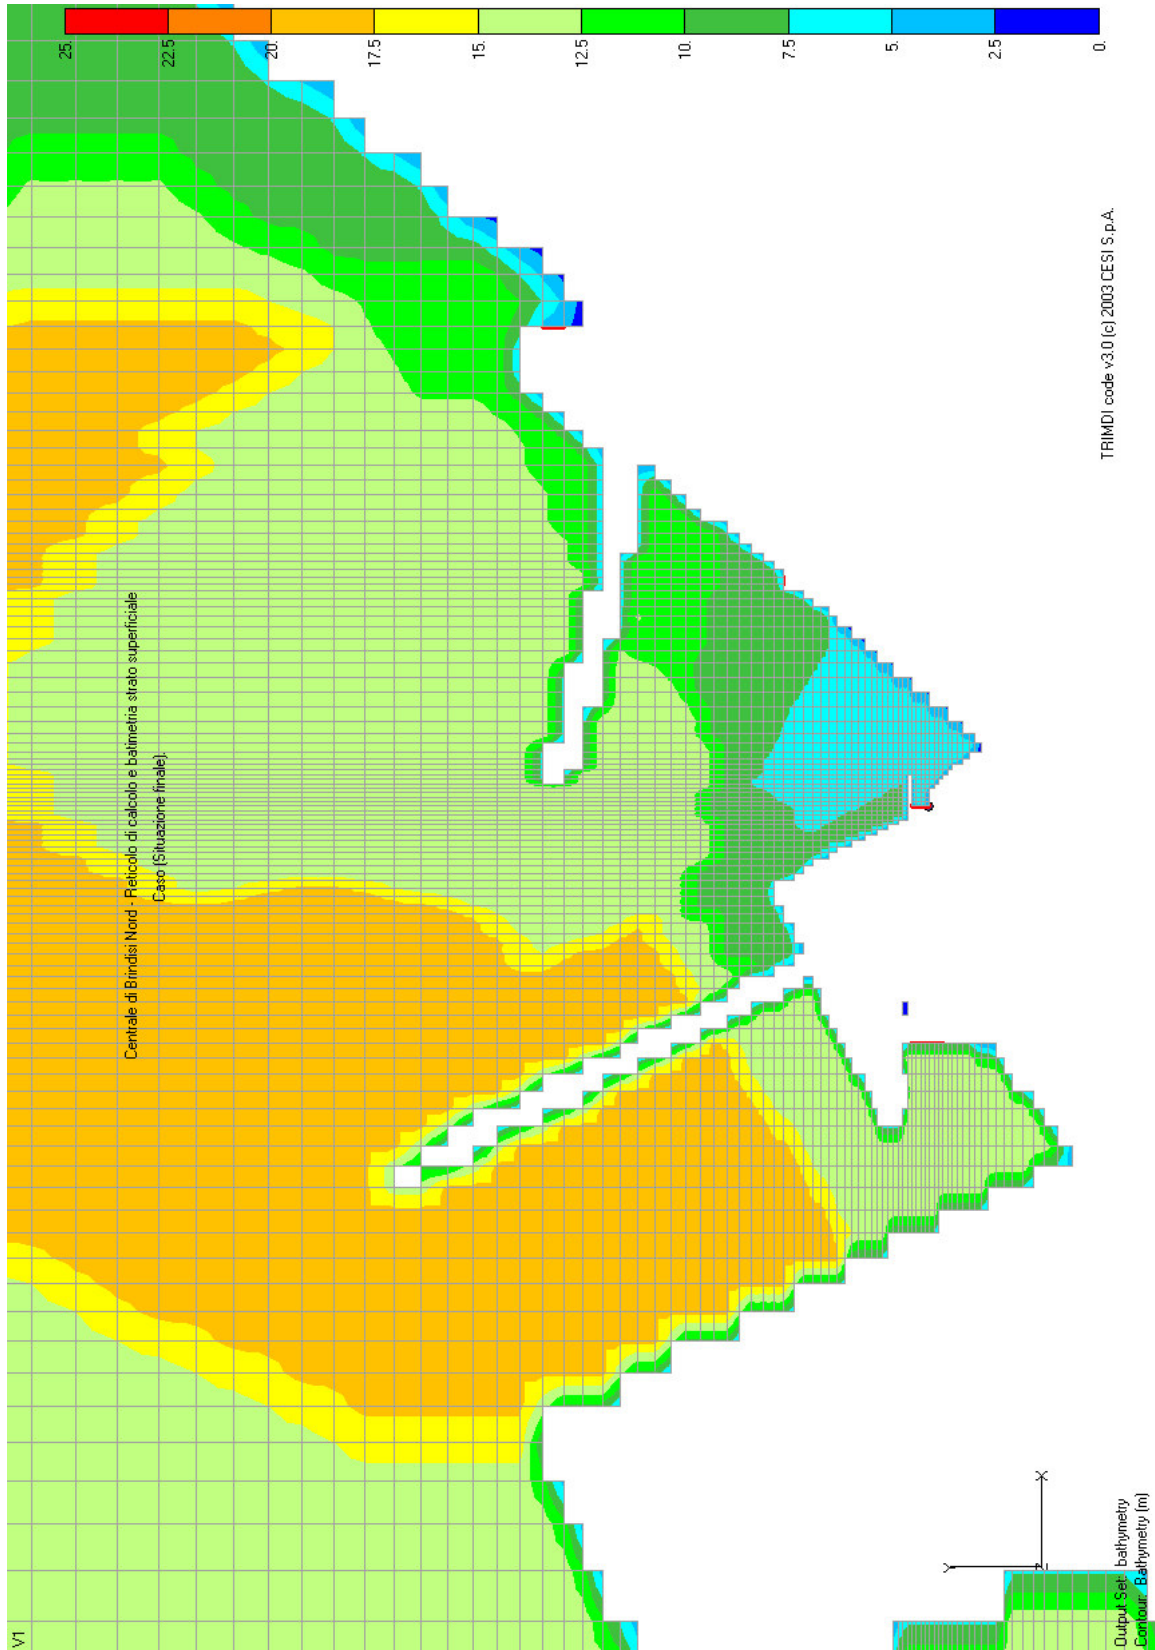 V1
25.
22.5
20.
17.5
15.
12.5
10.
7.5
5.
2.5
0.
Centrale di Brindisi Nord - Reticolo di calcolo e batimetria strato superficiale
Caso (Situazione finale).
TRIMDI code v3.0 (c) 2003 CESI S.p.A.
Y
Z
X
Output Set: bathymetry
Contour: Bathymetry (m)